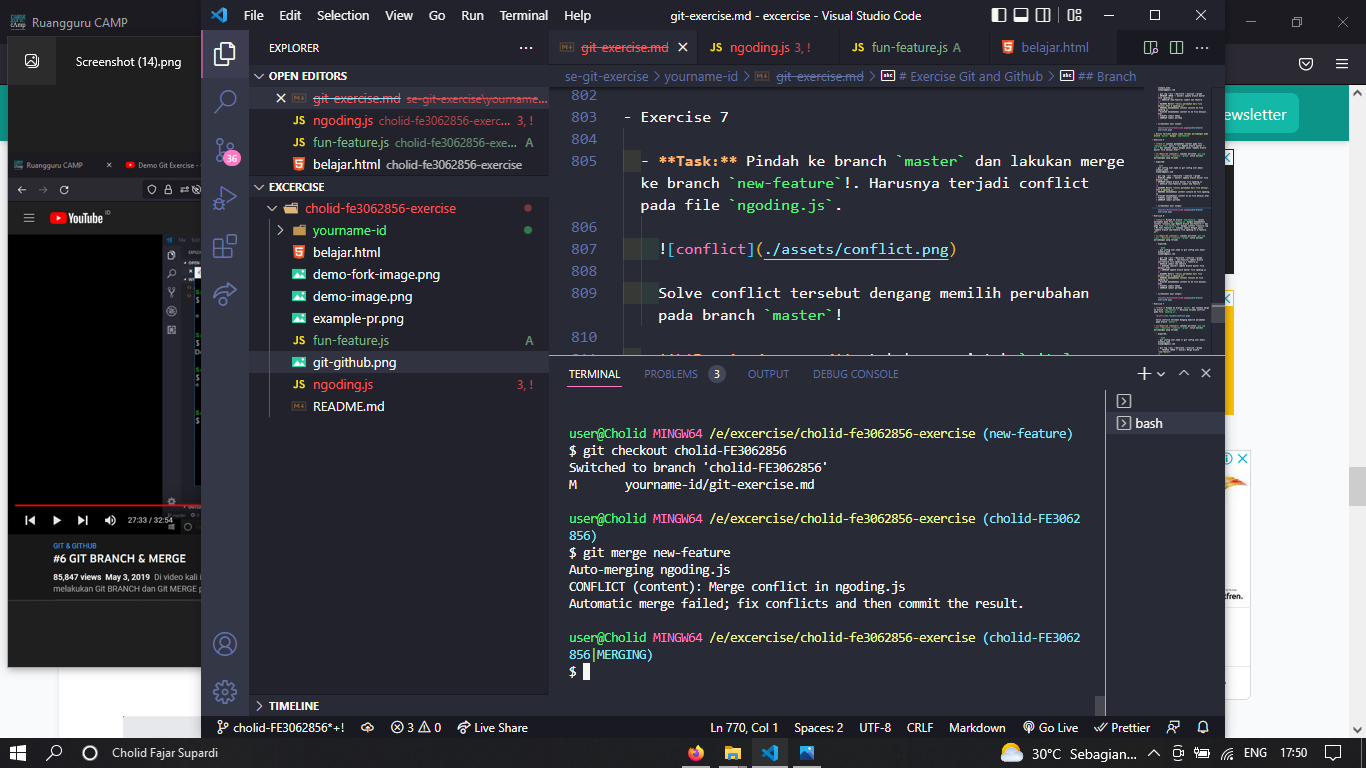 Ruangguru CAMP
Screenshot (14).png
Ruangguru CAMP
Demo Git Exercise -
YouTube ID
27:33 / 32:54
GIT & GITHUB
#6 GIT BRANCH & MERGE
85,847 views May 3, 2019 Di video kali
melakukan Git BRANCH dan Git MERGE
File Edit Selection View Go Run Terminal Help
git-exercise.md - excercise - Visual Studio Code
EXPLORER
OPEN EDITORS
git-exercise.md se-git-exercise\yourname...
ngoding.js cholid-fe3062856-exerc... 3, !
fun-feature.js cholid-fe3062856-exe... A
belajar.html cholid-fe3062856-exercise
36
EXCERCISE
cholid-fe3062856-exercise
yourname-id
belajar.html
demo-fork-image.png
demo-image.png
example-pr.png
fun-feature.js A
git-github.png
ngoding.js 3, !
README.md
TIMELINE
git-exercise.md
ngoding.js 3, !
fun-feature.js A
belajar.html
se-git-exercise > yourname-id > git-exercise.md > # Exercise Git and Github > ## Branch
802
803 - Exercise 7
804
805 - **Task:** Pindah ke branch `master` dan lakukan merge
ke branch `new-feature`!. Harusnya terjadi conflict
pada file `ngoding.js`.
806
807 ![conflict](./assets/conflict.png)
808
809 Solve conflict tersebut dengang memilih perubahan
pada branch `master`!
810
TERMINAL PROBLEMS 3 OUTPUT DEBUG CONSOLE
bash
user@Cholid MINGW64 /e/excercise/cholid-fe3062856-exercise (new-feature)
$ git checkout cholid-FE3062856
Switched to branch 'cholid-FE3062856'
M yourname-id/git-exercise.md
user@Cholid MINGW64 /e/excercise/cholid-fe3062856-exercise (cholid-FE3062
856)
$ git merge new-feature
Auto-merging ngoding.js
CONFLICT (content): Merge conflict in ngoding.js
Automatic merge failed; fix conflicts and then commit the result.
user@Cholid MINGW64 /e/excercise/cholid-fe3062856-exercise (cholid-FE3062
856|MERGING)
$
ewsletter
tfren.
cholid-FE3062856*+! 3 0 Live Share
Ln 770, Col 1 Spaces: 2 UTF-8 CRLF Markdown Go Live Prettier
Cholid Fajar Supardi
30°C Sebagian... ENG 17:50